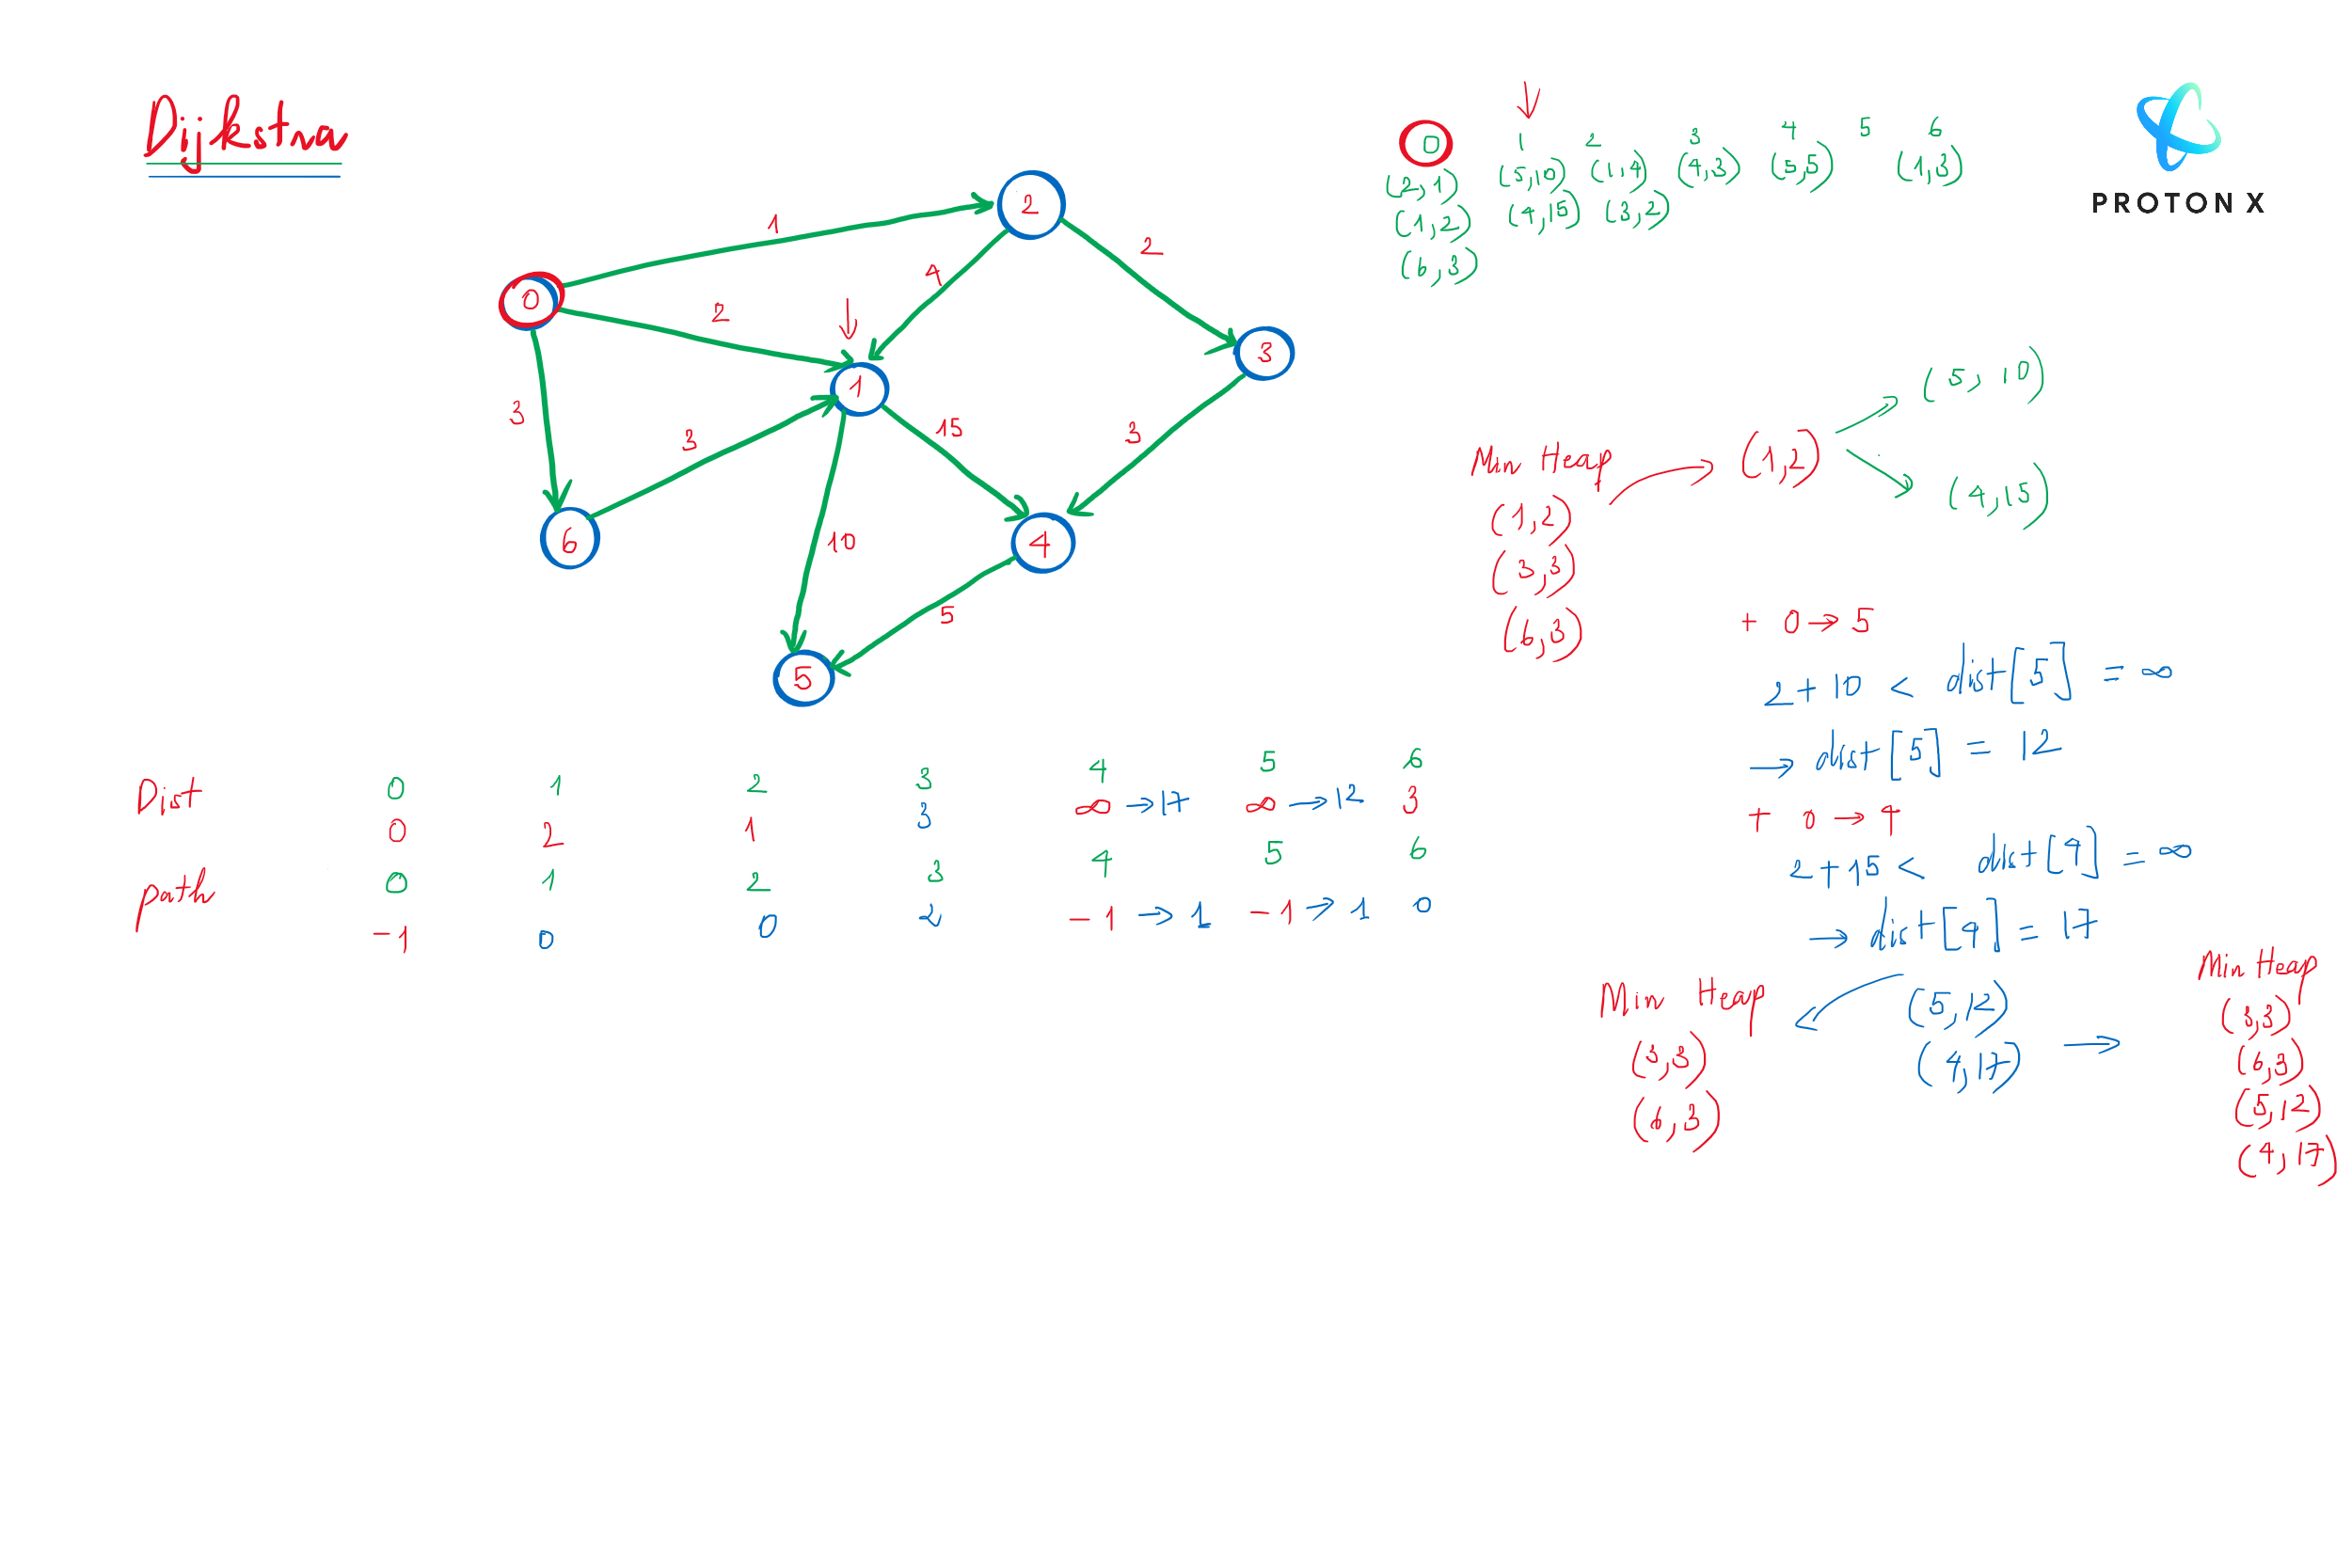 Dijkstra
0 1 2 3 4 5 6
(2,1) (5,10) (1,4) (4,3) (5,5) (1,3)
(1,2) (4,15) (3,2)
(6,3)
PROTON X
1
2
2
4
2
0
3
1
3
3
15
3
6
10
4
5
5
Min Heap
(1,2)
(3,3)
(6,3)
(1,2)
(5, 10)
(4,15)
+ 0 → 5
2+10 < dist[5] = ∞
→ dist[5] = 12
+ 0 → 4
2+15 < dist[4] = ∞
→ dist[4] = 17
Dist 0 1 2 3 4 5 6
0 2 1 3 ∞ → 17 ∞ → 12 3
path 0 1 2 3 4 5 6
-1 0 0 2 -1 → 1 -1 → 1 0
Min Heap
(3,3)
(6,3)
(5,12)
(4,17)
→
Min Heap
(3,3)
(6,3)
(5,12)
(4,17)